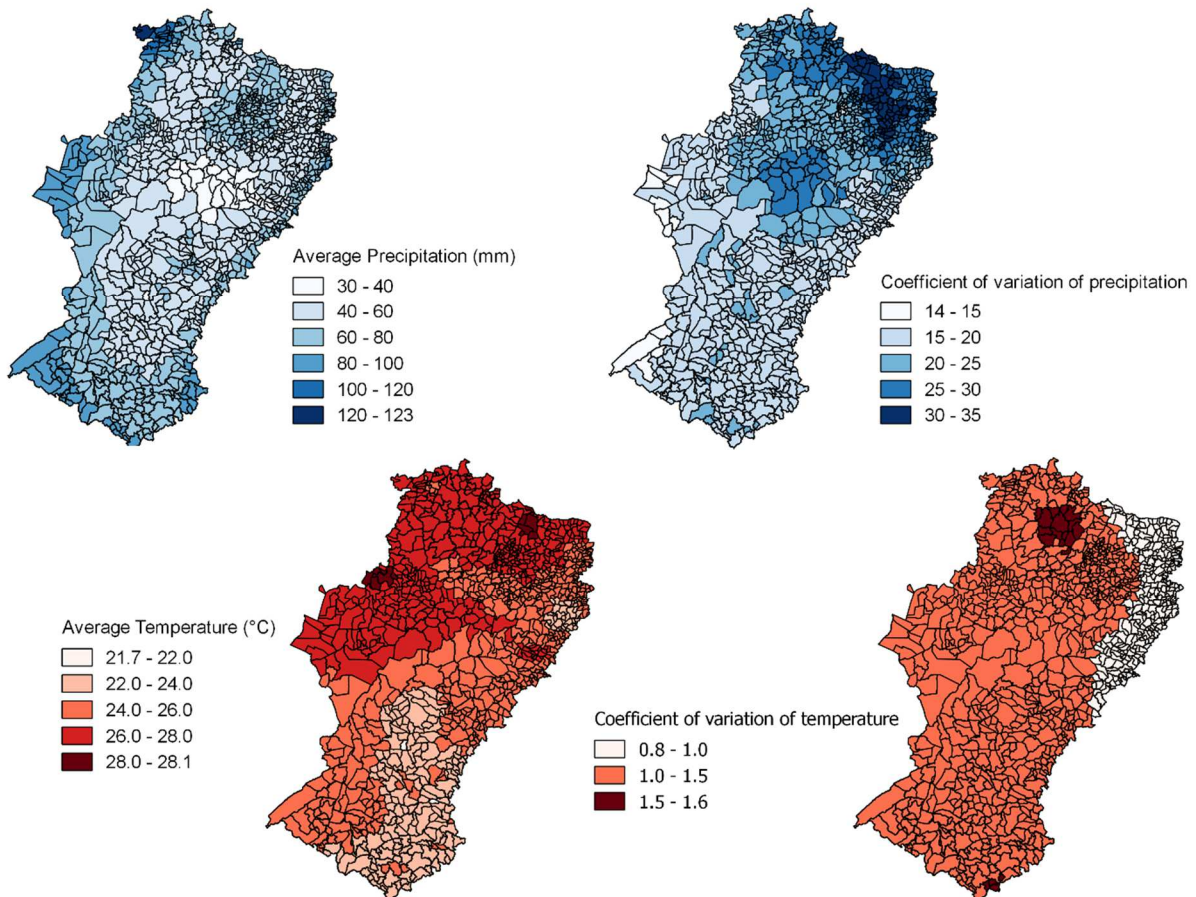 Average Precipitation (mm)
30 - 40
40 - 60
60 - 80
80 - 100
100 - 120
120 - 123
Coefficient of variation of precipitation
14 - 15
15 - 20
20 - 25
25 - 30
30 - 35
Average Temperature (°C)
21.7 - 22.0
22.0 - 24.0
24.0 - 26.0
26.0 - 28.0
28.0 - 28.1
Coefficient of variation of temperature
0.8 - 1.0
1.0 - 1.5
1.5 - 1.6